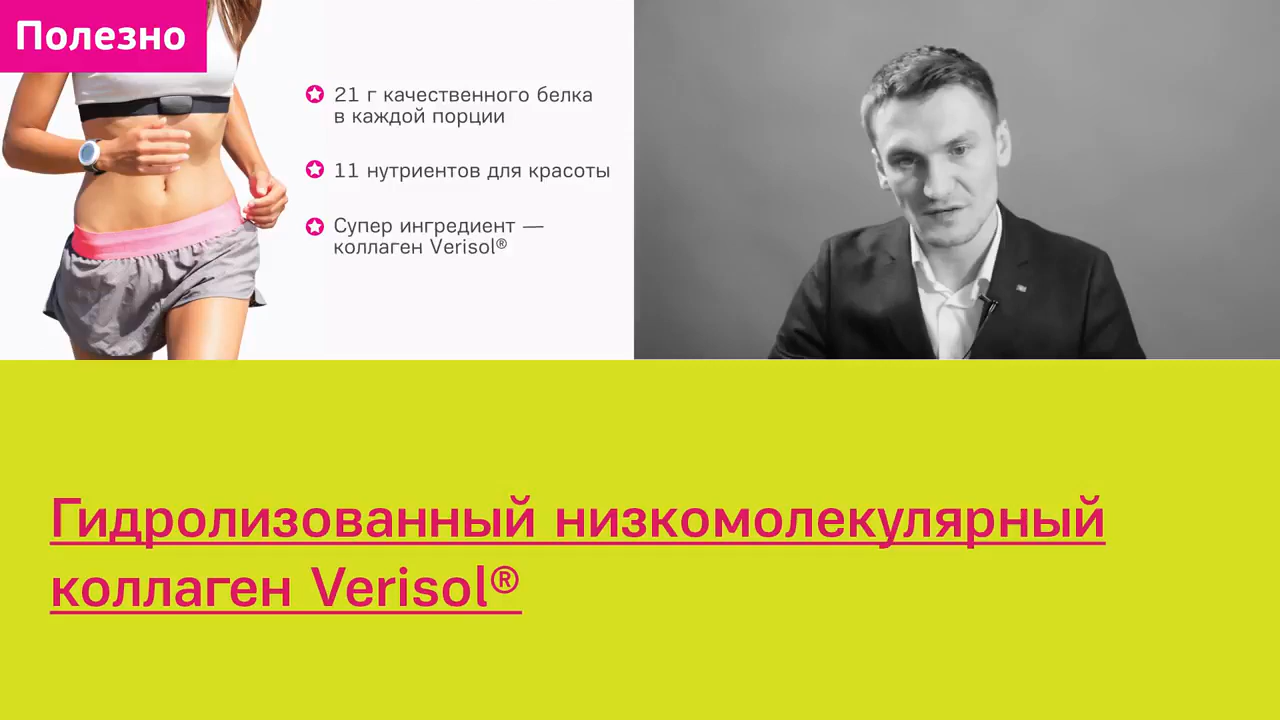 Полезно
21 г качественного белка
в каждой порции
11 нутриентов для красоты
Супер ингредиент —
коллаген Verisol®
Гидролизованный низкомолекулярный
коллаген Verisol®